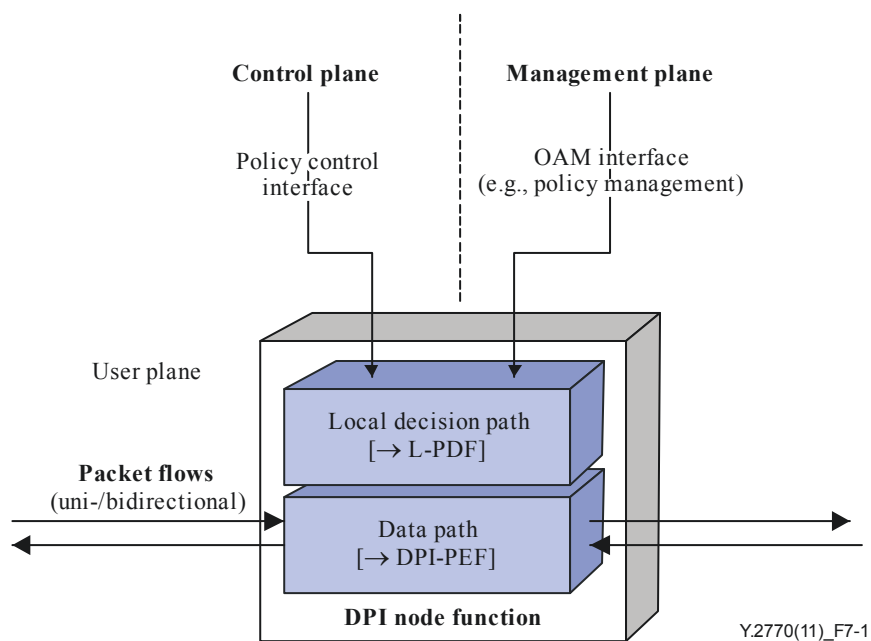 Control plane
Management plane
Policy control
interface
OAM interface
(e.g., policy management)
User plane
Local decision path
[→ L-PDF]
Packet flows
(uni-/bidirectional)
Data path
[→ DPI-PEF]
DPI node function
Y.2770(11)_F7-1